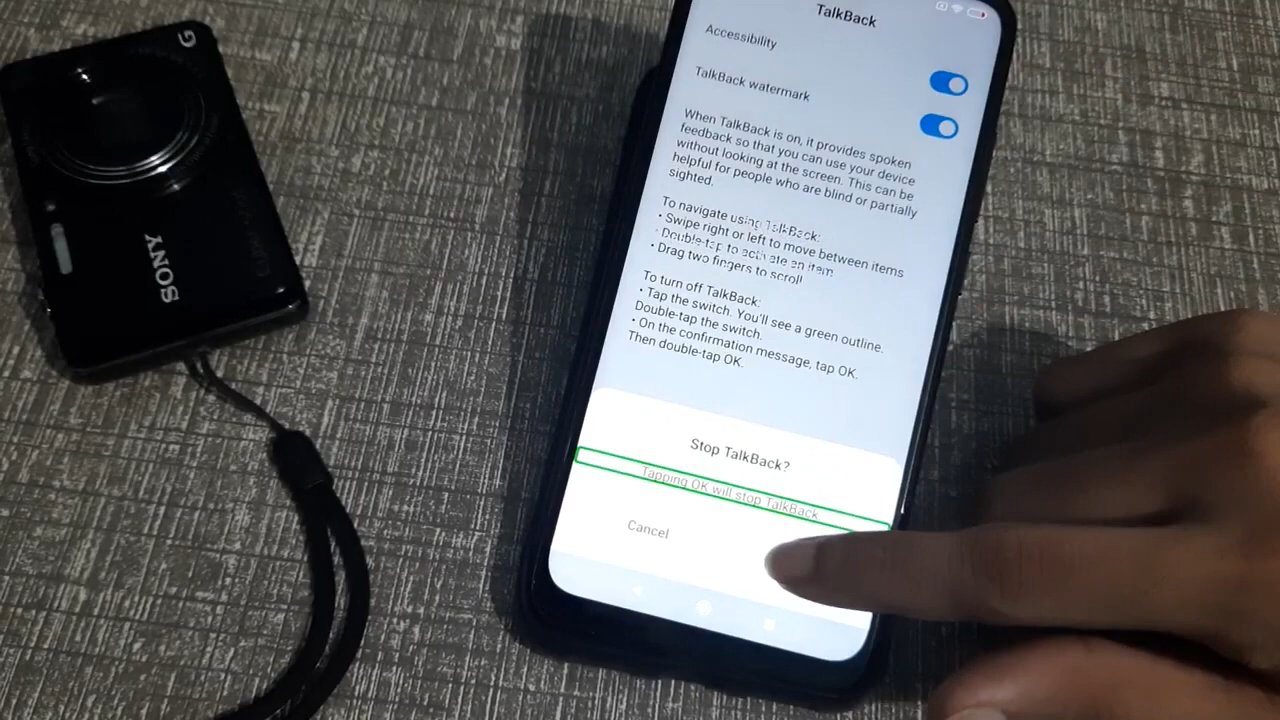 TalkBack
Accessibility
TalkBack watermark
When TalkBack is on, it provides spoken
feedback so that you can use your device
without looking at the screen. This can be
helpful for people who are blind or partially
sighted.
To navigate using TalkBack:
• Swipe right or left to move between items
• Double-tap to activate an item
• Drag two fingers to scroll
To turn off TalkBack:
• Tap the switch. You'll see a green outline.
Double-tap the switch.
• On the confirmation message, tap OK.
Then double-tap OK.
Stop TalkBack?
Tapping OK will stop TalkBack
Cancel
SONY
G